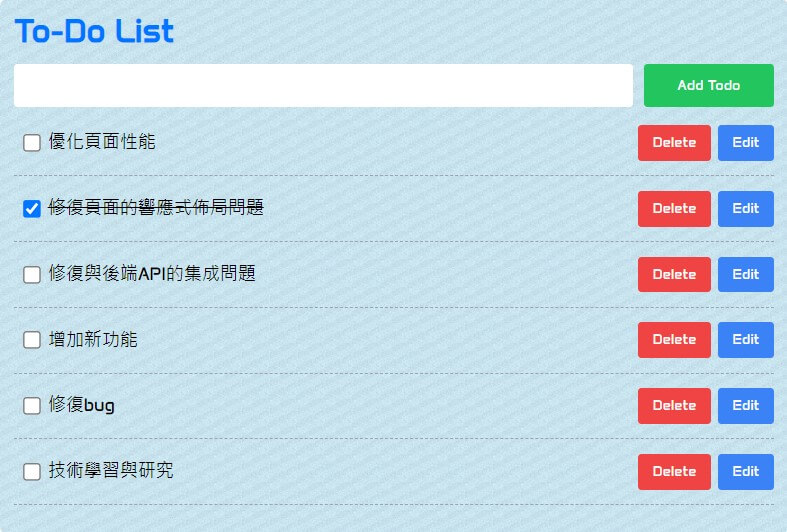 To-Do List
Add Todo
優化頁面性能 Delete Edit
修復頁面的響應式佈局問題 Delete Edit
修復與後端API的集成問題 Delete Edit
增加新功能 Delete Edit
修復bug Delete Edit
技術學習與研究 Delete Edit